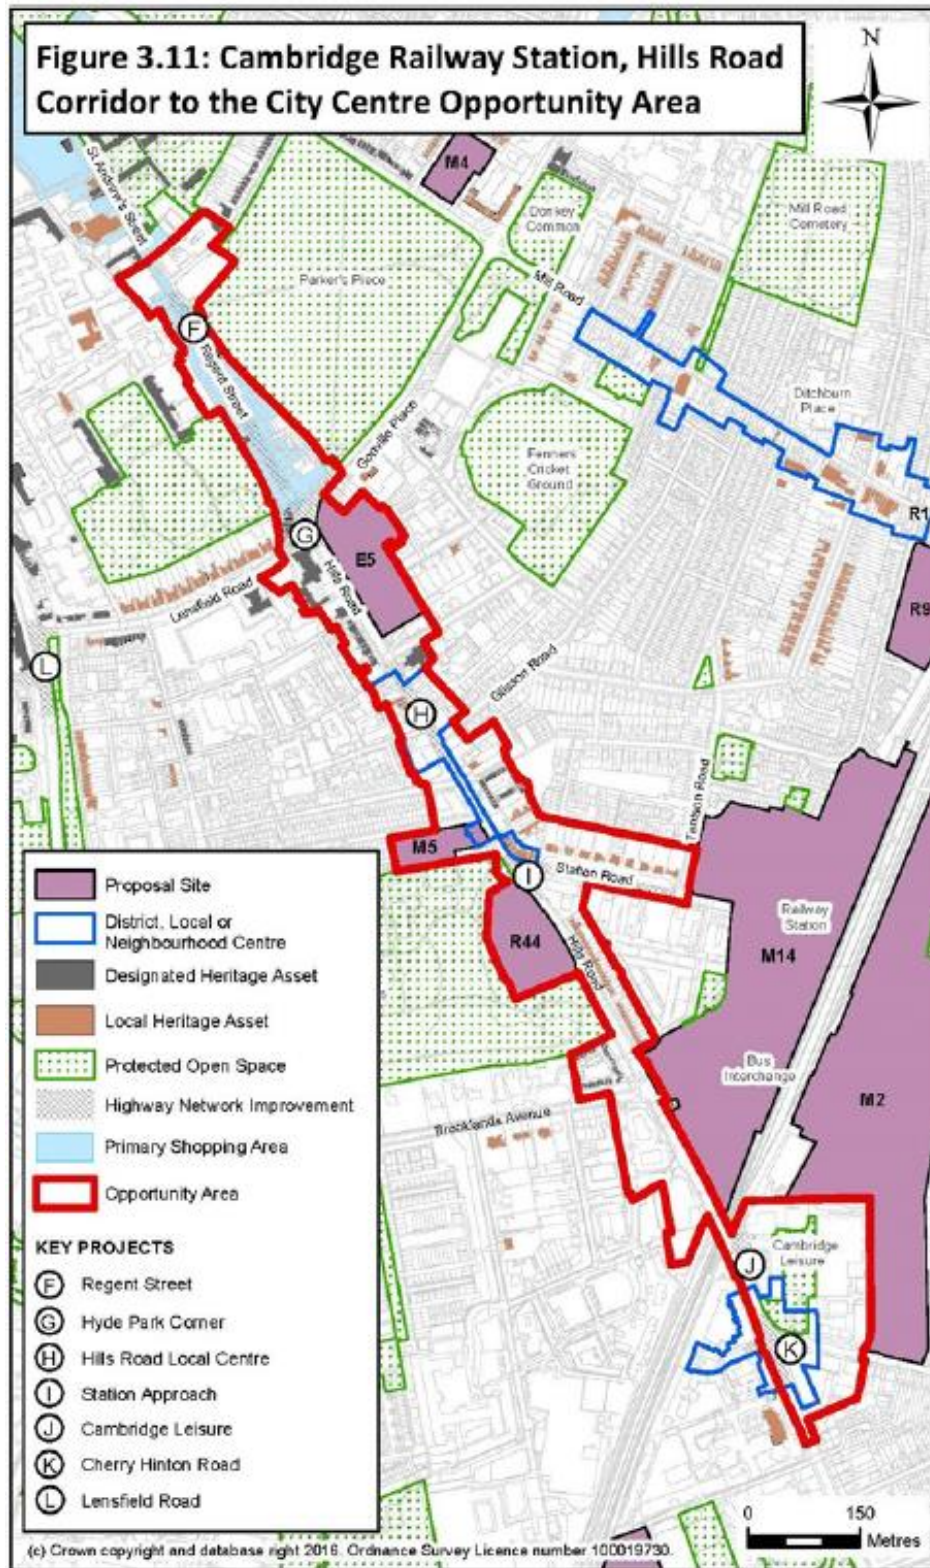 Figure 3.11: Cambridge Railway Station, Hills Road
Corridor to the City Centre Opportunity Area
N
St Andrew's Street
M4
Donkey
Common
Mill Road
Cemetery
Parker's Piece
Mill Road
F
Regent Street
Ditchburn
Place
Gonville Place
Fenners
Cricket
Ground
R1
G
E5
Hills Road
Lensfield Road
R9
L
Glisson Road
H
Tenison Road
M5
I
Station Road
Railway
Station
R44
Hills Road
M14
Bus
Interchange
M2
Brooklands Avenue
Cambridge
Leisure
J
K
Proposal Site
District, Local or
Neighbourhood Centre
Designated Heritage Asset
Local Heritage Asset
Protected Open Space
Highway Network Improvement
Primary Shopping Area
Opportunity Area
KEY PROJECTS
F Regent Street
G Hyde Park Corner
H Hills Road Local Centre
I Station Approach
J Cambridge Leisure
K Cherry Hinton Road
L Lensfield Road
0 150
Metres
(c) Crown copyright and database right 2016. Ordnance Survey Licence number 100019730.